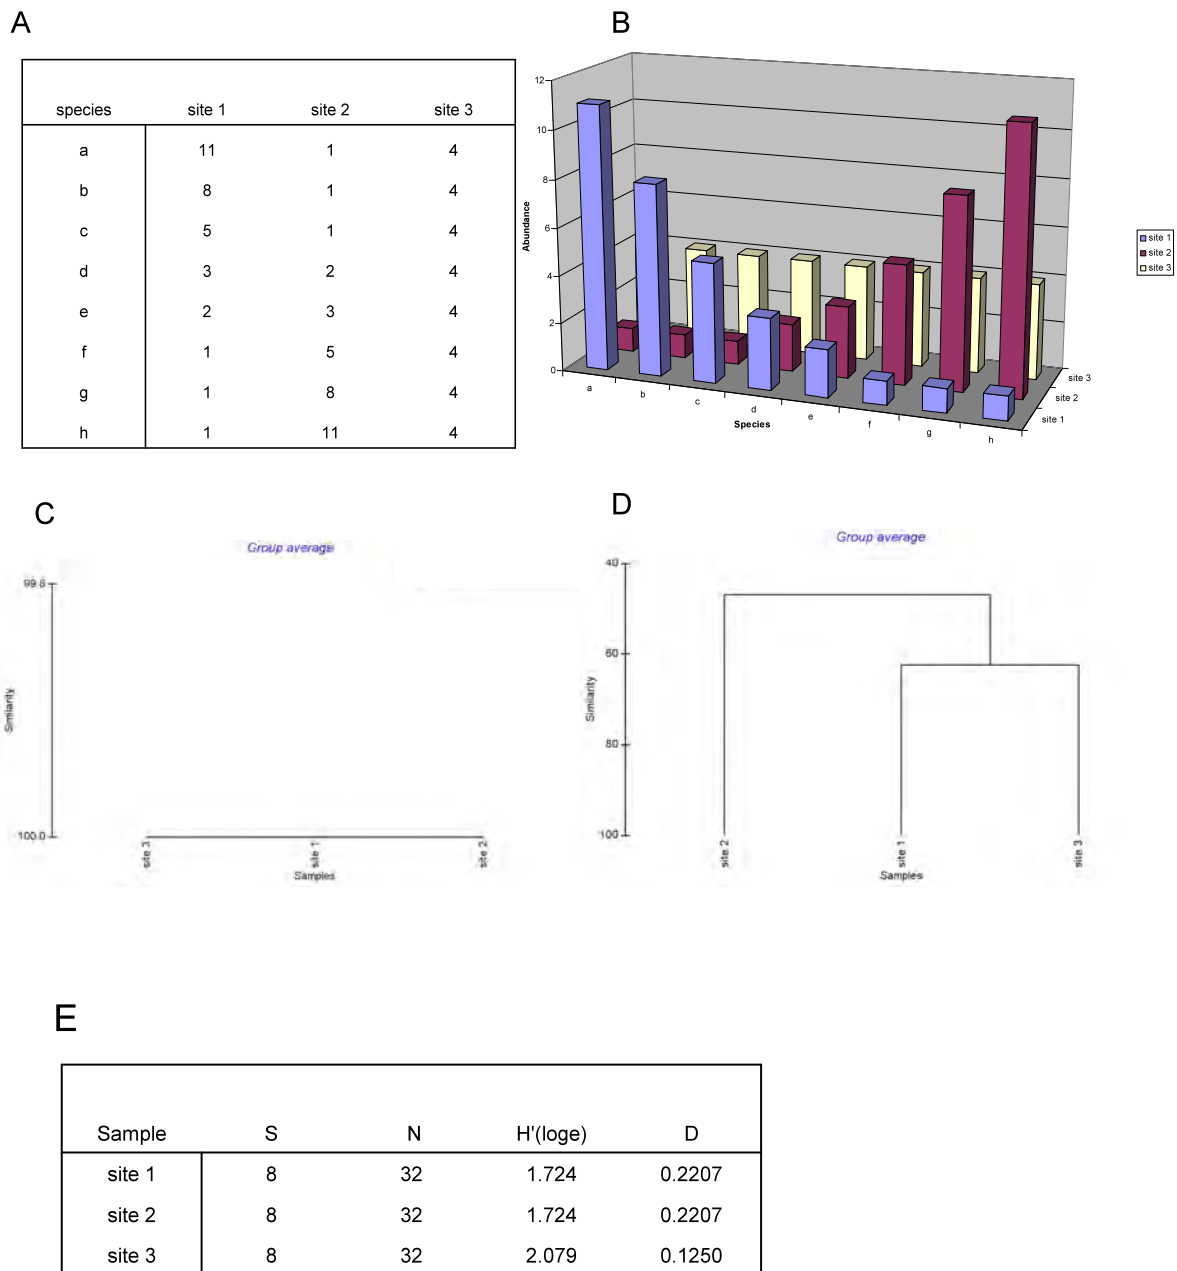 A
species site 1 site 2 site 3
a 11 1 4
b 8 1 4
c 5 1 4
d 3 2 4
e 2 3 4
f 1 5 4
g 1 8 4
h 1 11 4
B
12
10
8
6
4
2
0
Abundance
a b c d e f g h
Species
site 1
site 2
site 3
site 1
site 2
site 3
C
Group average
99.8
100.0
Similarity
site 3 site 1 site 2
Samples
D
Group average
40
60
80
100
Similarity
site 2 site 1 site 3
Samples
E
Sample S N H'(loge) D
site 1 8 32 1.724 0.2207
site 2 8 32 1.724 0.2207
site 3 8 32 2.079 0.1250